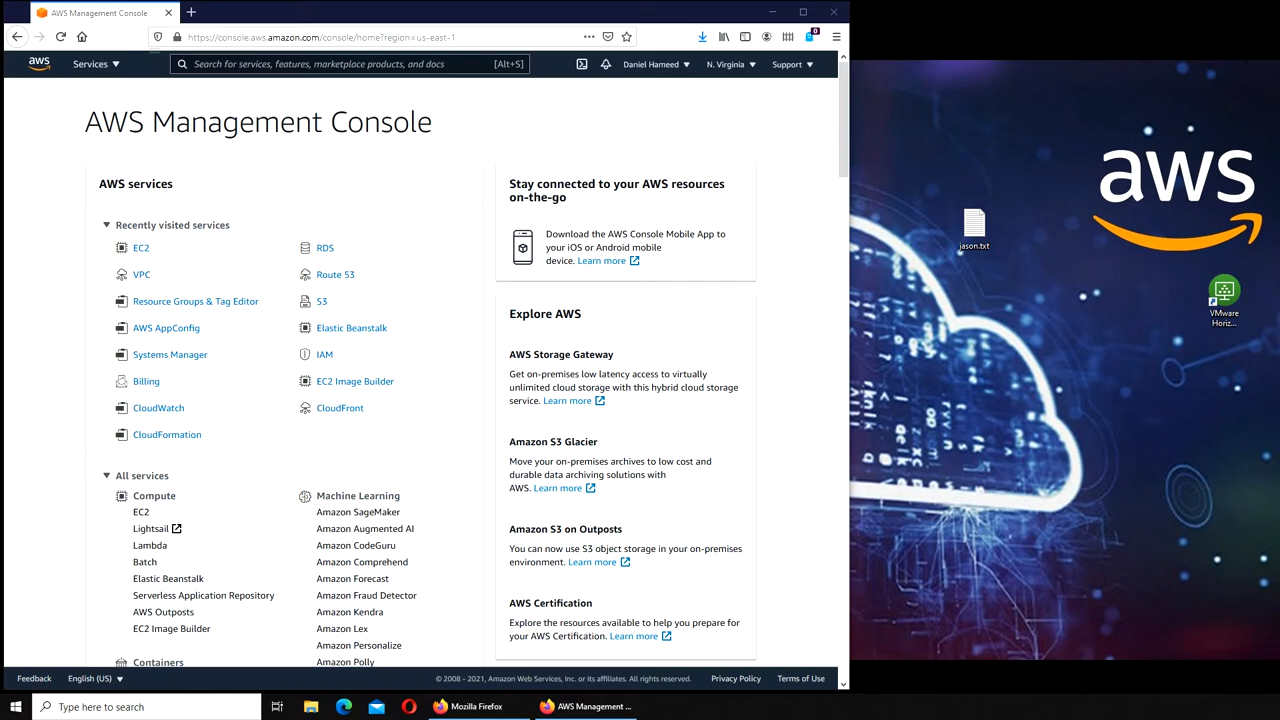 AWS Management Console
https://console.aws.amazon.com/console/home?region=us-east-1
0
aws
Services
Search for services, features, marketplace products, and docs
[Alt+S]
Daniel Hameed
N. Virginia
Support
AWS Management Console
AWS services
Recently visited services
EC2
VPC
Resource Groups & Tag Editor
AWS AppConfig
Systems Manager
Billing
CloudWatch
CloudFormation
RDS
Route 53
S3
Elastic Beanstalk
IAM
EC2 Image Builder
CloudFront
All services
Compute
EC2
Lightsail
Lambda
Batch
Elastic Beanstalk
Serverless Application Repository
AWS Outposts
EC2 Image Builder
Containers
Machine Learning
Amazon SageMaker
Amazon Augmented AI
Amazon CodeGuru
Amazon Comprehend
Amazon Forecast
Amazon Fraud Detector
Amazon Kendra
Amazon Lex
Amazon Personalize
Amazon Polly
Stay connected to your AWS resources
on-the-go
Download the AWS Console Mobile App to
your iOS or Android mobile
device. Learn more
Explore AWS
AWS Storage Gateway
Get on-premises low latency access to virtually
unlimited cloud storage with this hybrid cloud storage
service. Learn more
Amazon S3 Glacier
Move your on-premises archives to low cost and
durable data archiving solutions with
AWS. Learn more
Amazon S3 on Outposts
You can now use S3 object storage in your on-premises
environment. Learn more
AWS Certification
Explore the resources available to help you prepare for
your AWS Certification. Learn more
Feedback
English (US)
© 2008 - 2021, Amazon Web Services, Inc. or its affiliates. All rights reserved.
Privacy Policy
Terms of Use
aws
jason.txt
VMware
Horiz...
Type here to search
Mozilla Firefox
AWS Management ...